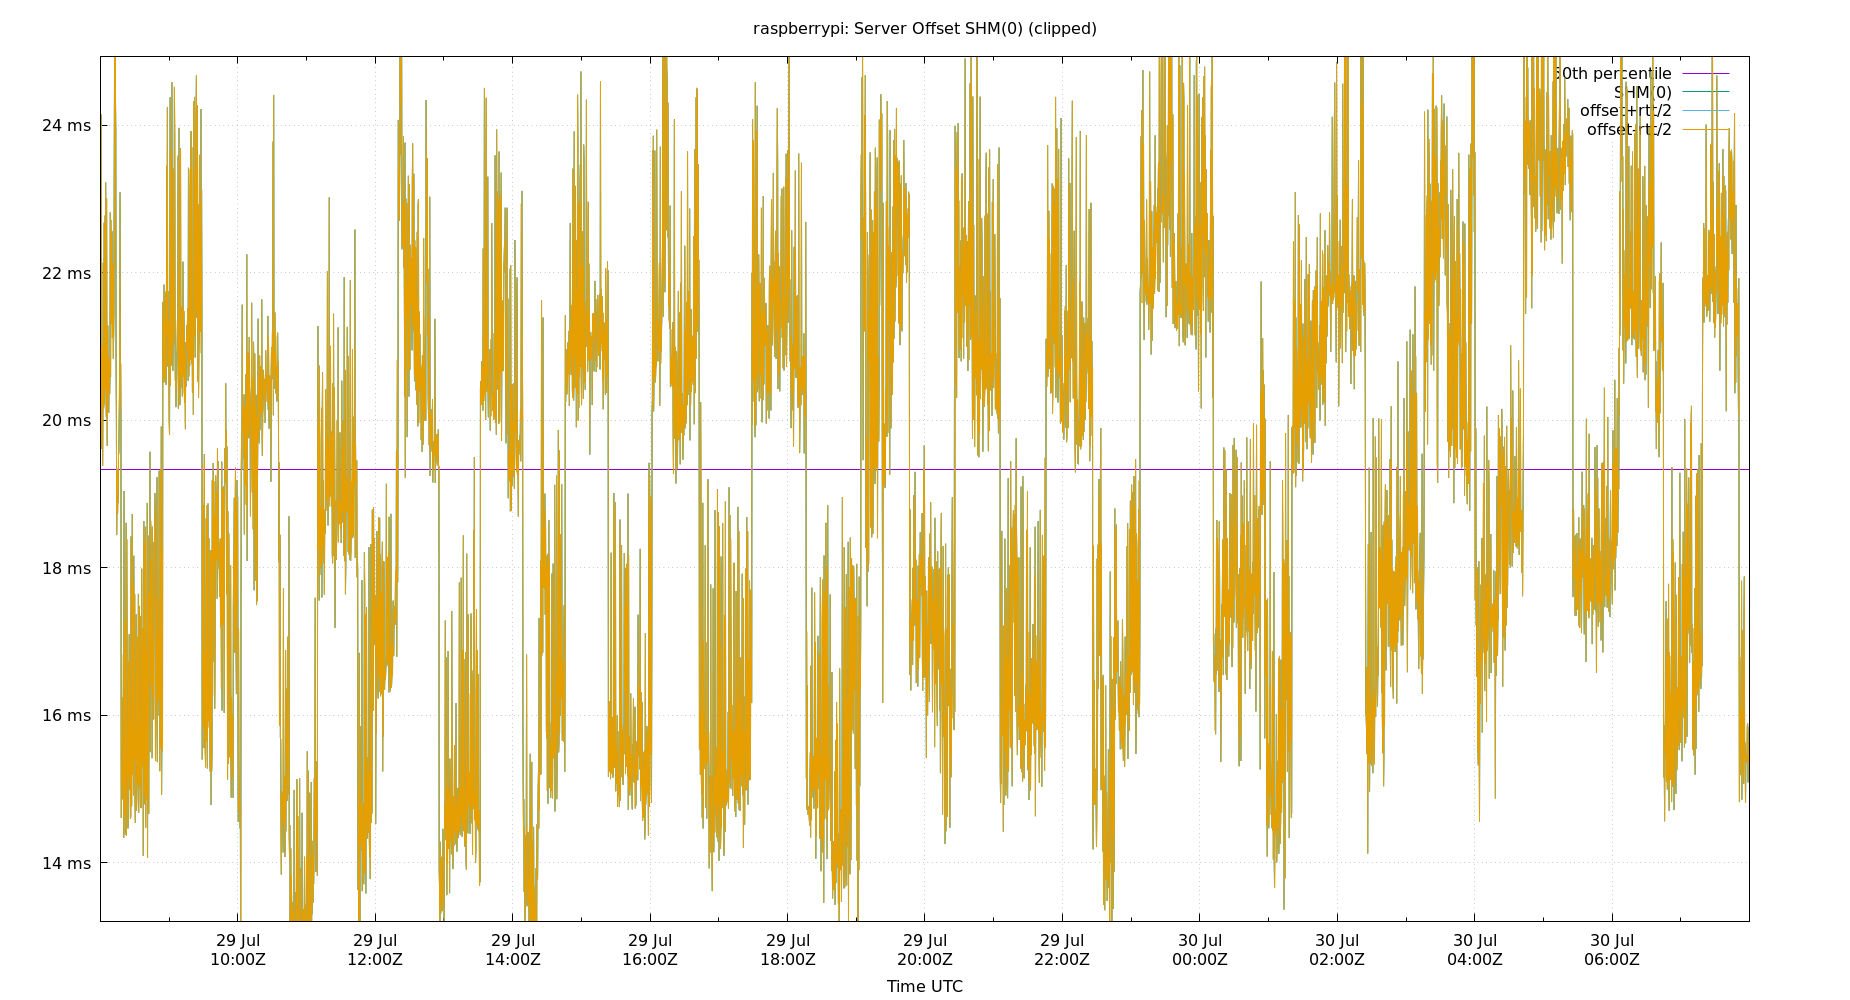 raspberrypi: Server Offset SHM(0) (clipped)
50th percentile
SHM(0)
offset+rtt/2
offset-rtt/2
24 ms
22 ms
20 ms
18 ms
16 ms
14 ms
29 Jul 29 Jul 29 Jul 29 Jul 29 Jul 29 Jul 29 Jul 30 Jul 30 Jul 30 Jul 30 Jul
10:00Z 12:00Z 14:00Z 16:00Z 18:00Z 20:00Z 22:00Z 00:00Z 02:00Z 04:00Z 06:00Z
Time UTC